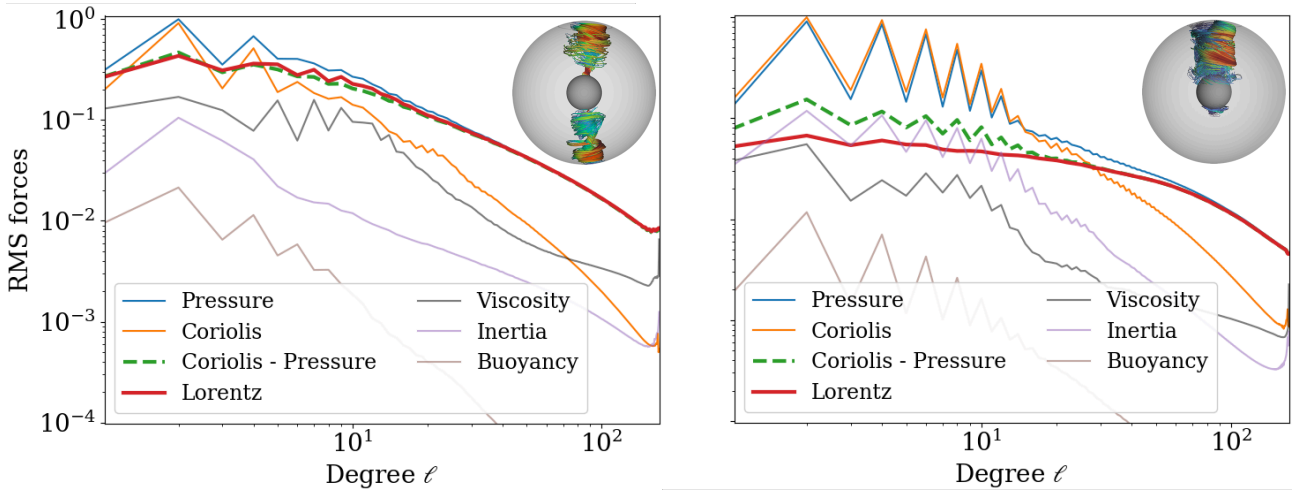 RMS forces
10⁰
10⁻¹
10⁻²
10⁻³
10⁻⁴
Pressure
Coriolis
Coriolis - Pressure
Lorentz
Viscosity
Inertia
Buoyancy
10¹
10²
Degree ℓ
Pressure
Coriolis
Coriolis - Pressure
Lorentz
Viscosity
Inertia
Buoyancy
10¹
10²
Degree ℓ